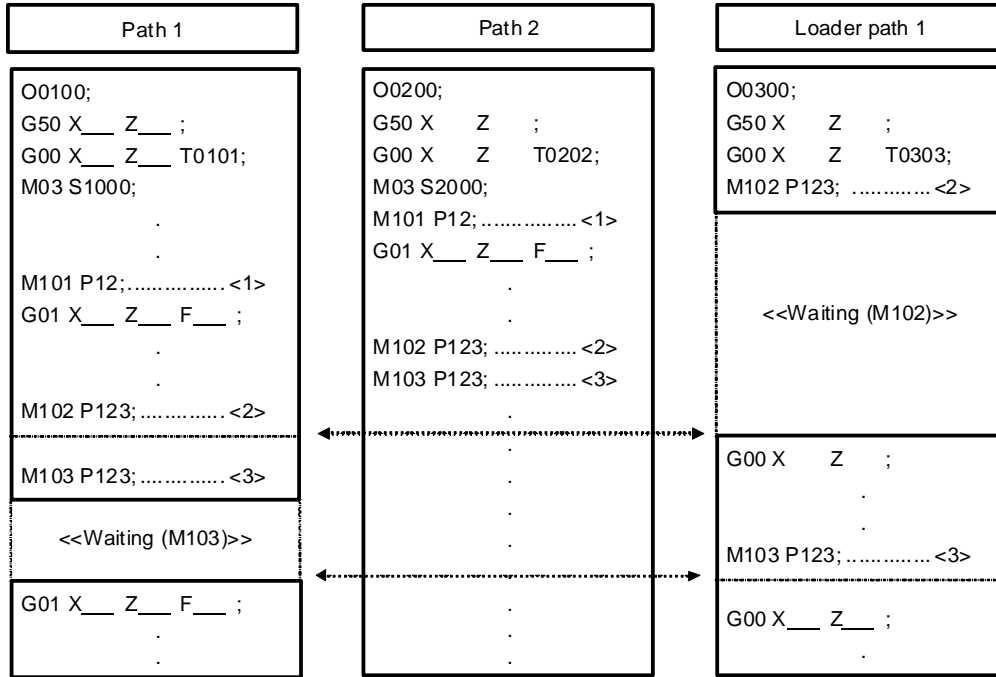 Path 1
O0100;
G50 X___ Z___ ;
G00 X___ Z___ T0101;
M03 S1000;
.
.
M101 P12;............... <1>
G01 X___ Z___ F___ ;
.
.
M102 P123;.............. <2>
M103 P123;.............. <3>
<<Waiting (M103)>>
G01 X___ Z___ F___ ;
.
.
Path 2
O0200;
G50 X Z ;
G00 X Z T0202;
M03 S2000;
M101 P12;................ <1>
G01 X___ Z___ F___ ;
.
.
M102 P123; .............. <2>
M103 P123; .............. <3>
.
.
.
.
.
.
.
.
Loader path 1
O0300;
G50 X Z ;
G00 X Z T0303;
M102 P123; ............. <2>
<<Waiting (M102)>>
G00 X Z ;
.
.
M103 P123; ............. <3>
G00 X___ Z___ ;
.